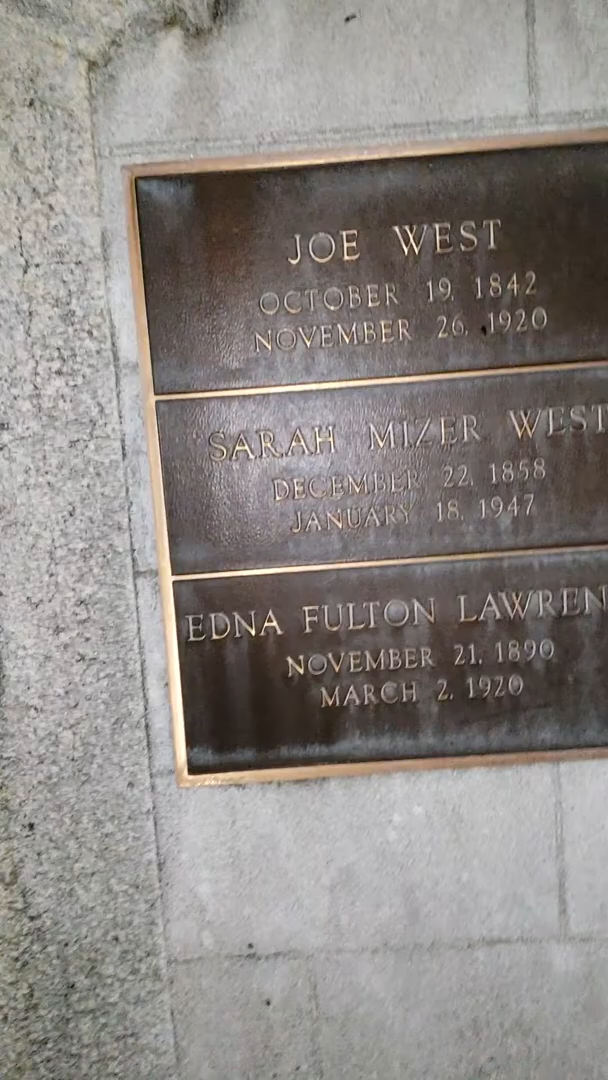 JOE WEST
OCTOBER 19, 1842
NOVEMBER 26, 1920
SARAH MIZER WEST
DECEMBER 22, 1858
JANUARY 18, 1947
EDNA FULTON LAWREN
NOVEMBER 21, 1890
MARCH 2, 1920